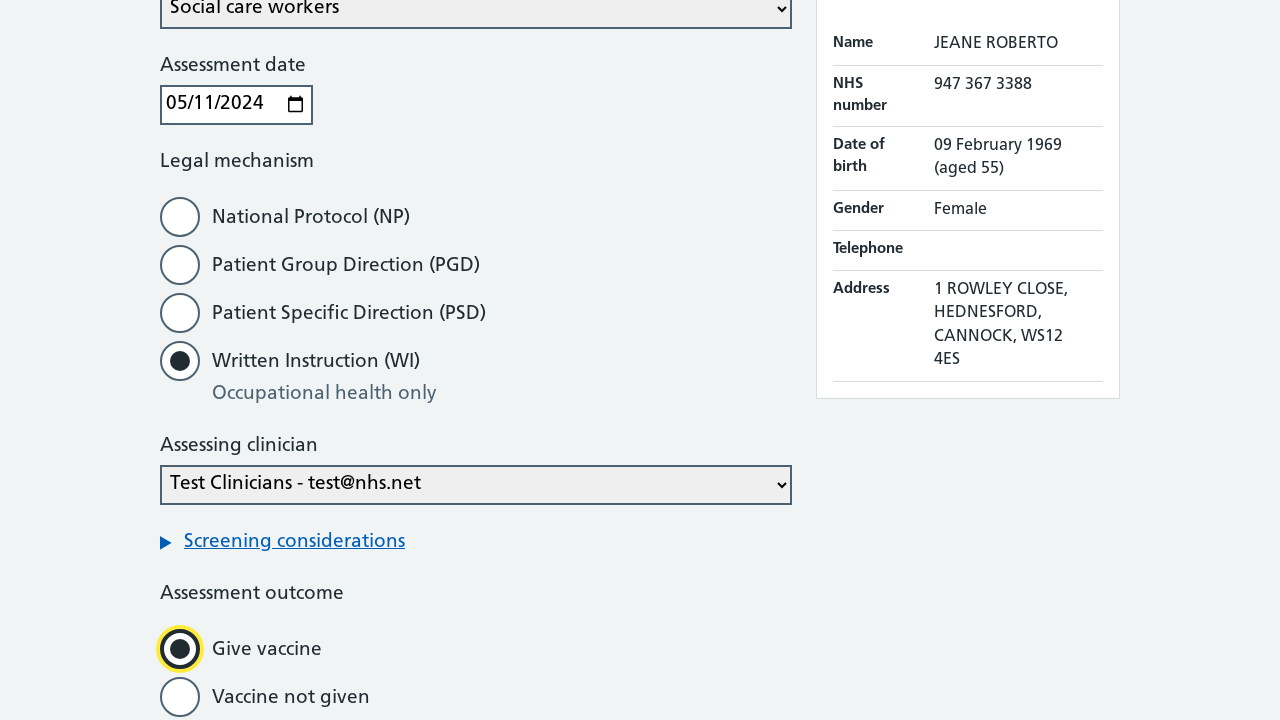 Social care workers
Assessment date
05/11/2024
Legal mechanism
National Protocol (NP)
Patient Group Direction (PGD)
Patient Specific Direction (PSD)
Written Instruction (WI)
Occupational health only
Assessing clinician
Test Clinicians - test@nhs.net
Screening considerations
Assessment outcome
Give vaccine
Vaccine not given
Name JEANE ROBERTO
NHS number 947 367 3388
Date of birth 09 February 1969 (aged 55)
Gender Female
Telephone
Address 1 ROWLEY CLOSE,
HEDNESFORD,
CANNOCK, WS12
4ES